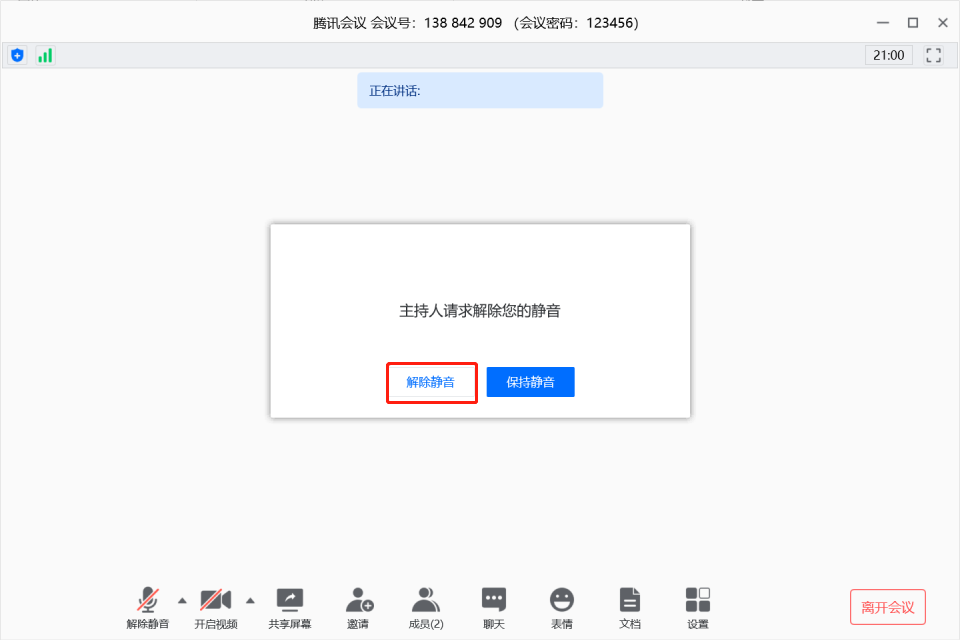 腾讯会议 会议号：138 842 909 （会议密码：123456）
21:00
正在讲话:
主持人请求解除您的静音
解除静音 保持静音
解除静音 开启视频 共享屏幕 邀请 成员(2) 聊天 表情 文档 设置 离开会议